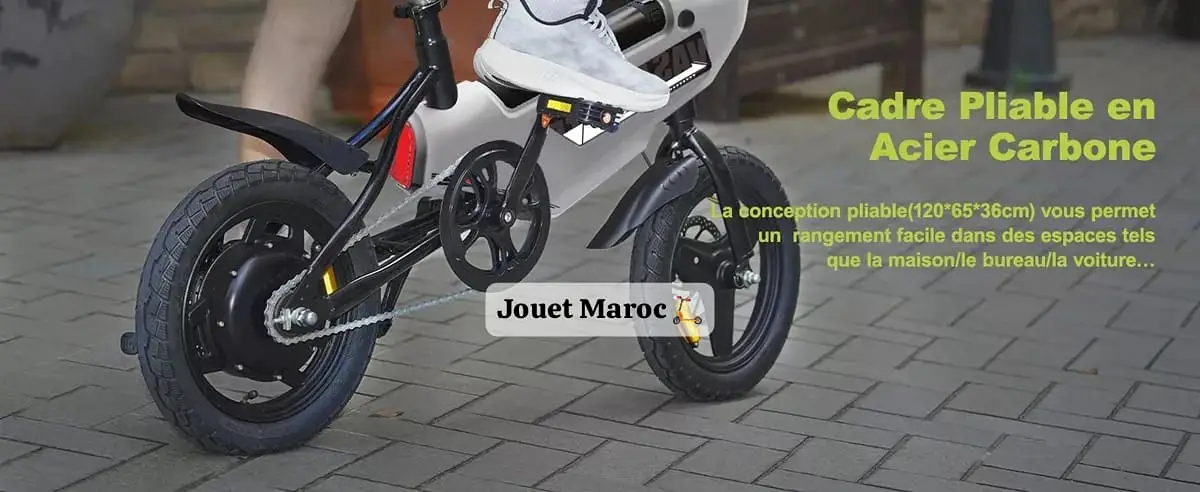 Cadre Pliable en
Acier Carbone
La conception pliable(120*65*36cm) vous permet
un rangement facile dans des espaces tels
que la maison/le bureau/la voiture...
Jouet Maroc